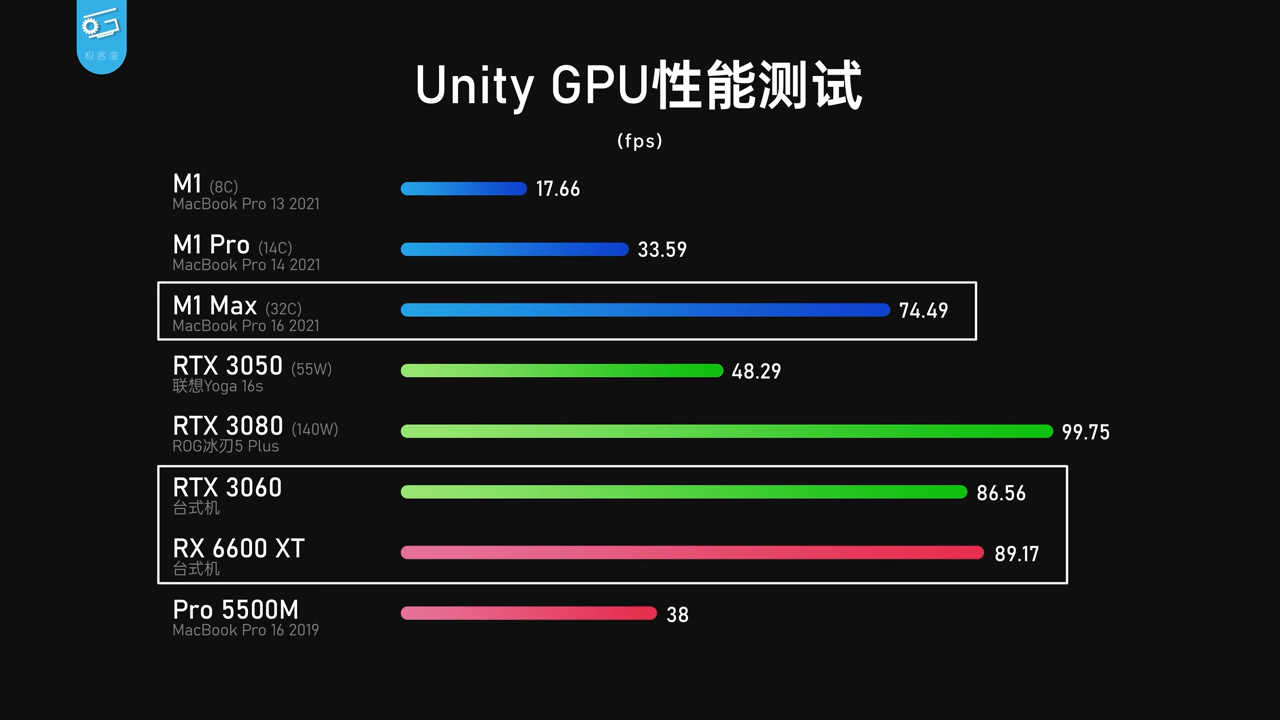 极客湾
Unity GPU性能测试
(fps)
M1 (8C)
MacBook Pro 13 2021
17.66
M1 Pro (14C)
MacBook Pro 14 2021
33.59
M1 Max (32C)
MacBook Pro 16 2021
74.49
RTX 3050 (55W)
联想Yoga 16s
48.29
RTX 3080 (140W)
ROG冰刃5 Plus
99.75
RTX 3060
台式机
86.56
RX 6600 XT
台式机
89.17
Pro 5500M
MacBook Pro 16 2019
38